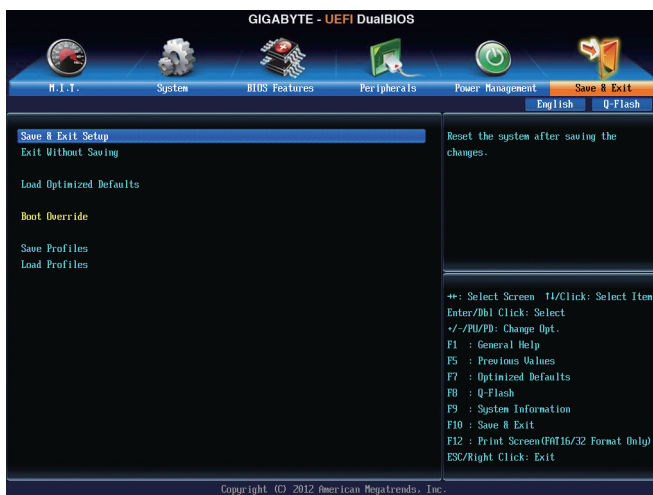 GIGABYTE - UEFI DualBIOS
M.I.T.
System
BIOS Features
Peripherals
Power Management
Save & Exit
English
Q-Flash
Save & Exit Setup
Exit Without Saving
Load Optimized Defaults
Boot Override
Save Profiles
Load Profiles
Reset the system after saving the
changes.
→←: Select Screen ↑↓/Click: Select Item
Enter/Dbl Click: Select
+/-/PU/PD: Change Opt.
F1 : General Help
F5 : Previous Values
F7 : Optimized Defaults
F8 : Q-Flash
F9 : System Information
F10 : Save & Exit
F12 : Print Screen(FAT16/32 Format Only)
ESC/Right Click: Exit
Copyright (C) 2012 American Megatrends, Inc.